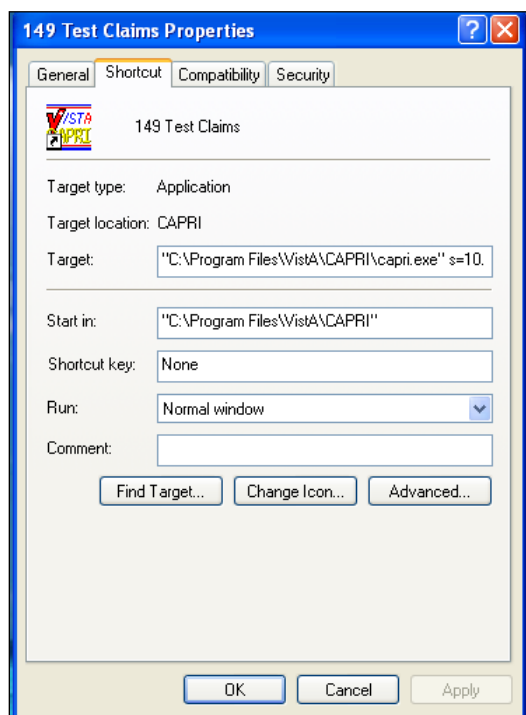 149 Test Claims Properties
General Shortcut Compatibility Security
VISTA
CAPRI
149 Test Claims
Target type: Application
Target location: CAPRI
Target: "C:\Program Files\VistA\CAPRI\capri.exe" s=10.
Start in: "C:\Program Files\VistA\CAPRI"
Shortcut key: None
Run: Normal window
Comment:
Find Target... Change Icon... Advanced...
OK Cancel Apply